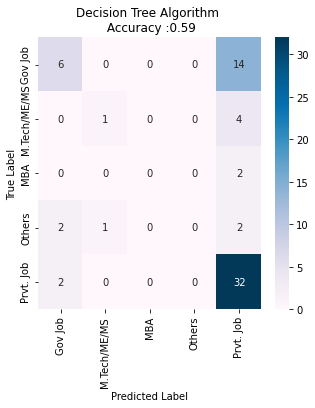 Decision Tree Algorithm
Accuracy :0.59
Gov Job 6 0 0 0 14
M.Tech/ME/MS 0 1 0 0 4
MBA 0 0 0 0 2
Others 2 1 0 0 2
Prvt. Job 2 0 0 0 32
True Label
Gov Job M.Tech/ME/MS MBA Others Prvt. Job
Predicted Label
30
25
20
15
10
5
0